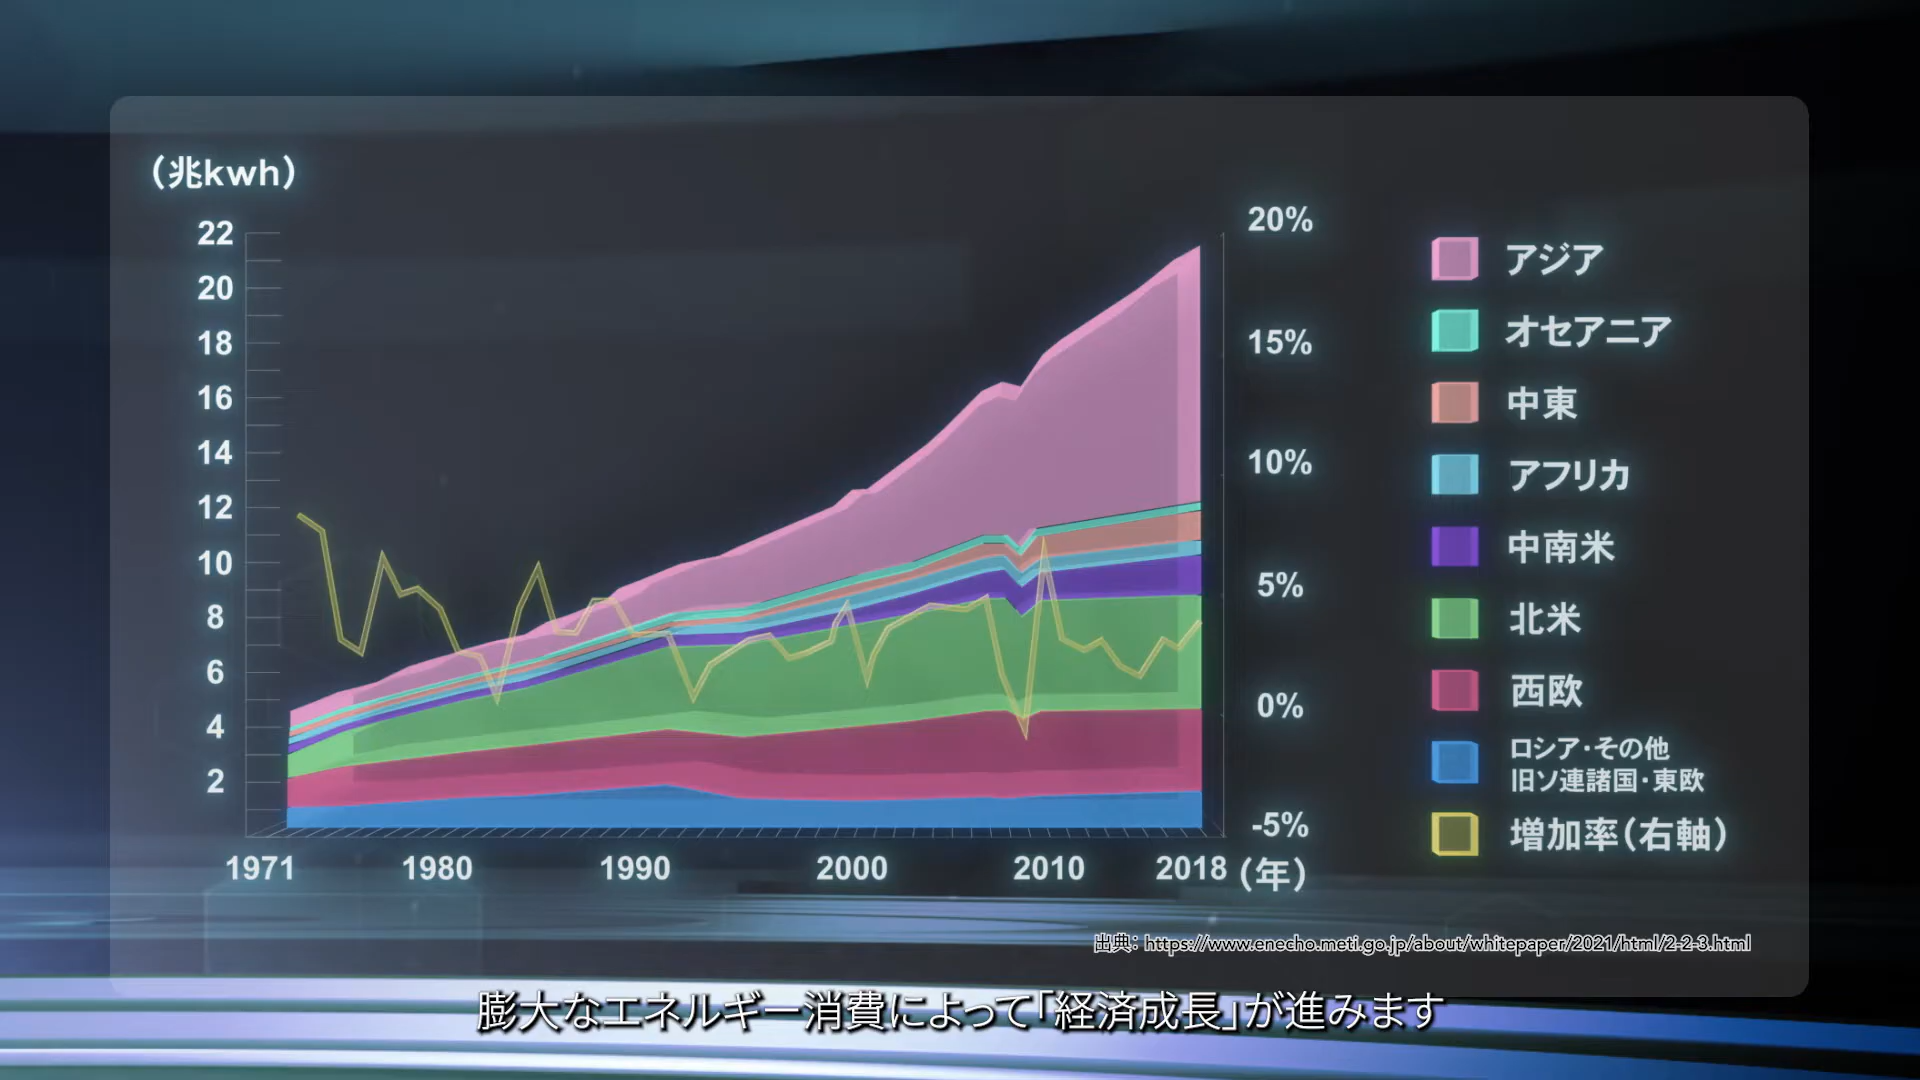 （兆kwh）
22
20
18
16
14
12
10
8
6
4
2
20%
15%
10%
5%
0%
-5%
1971
1980
1990
2000
2010
2018（年）
アジア
オセアニア
中東
アフリカ
中南米
北米
西欧
ロシア・その他
旧ソ連諸国・東欧
増加率（右軸）
出典：https://www.enecho.meti.go.jp/about/whitepaper/2021/html/2-2-3.html
膨大なエネルギー消費によって「経済成長」が進みます